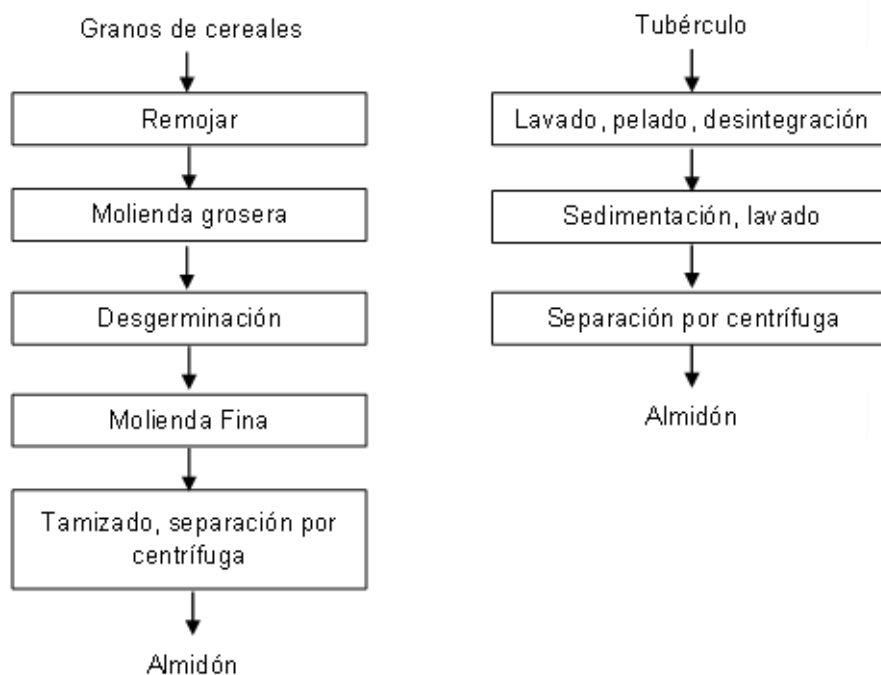 Granos de cereales
Remojar
Molienda grosera
Desgerminación
Molienda Fina
Tamizado, separación por
centrífuga
Almidón
Tubérculo
Lavado, pelado, desintegración
Sedimentación, lavado
Separación por centrífuga
Almidón